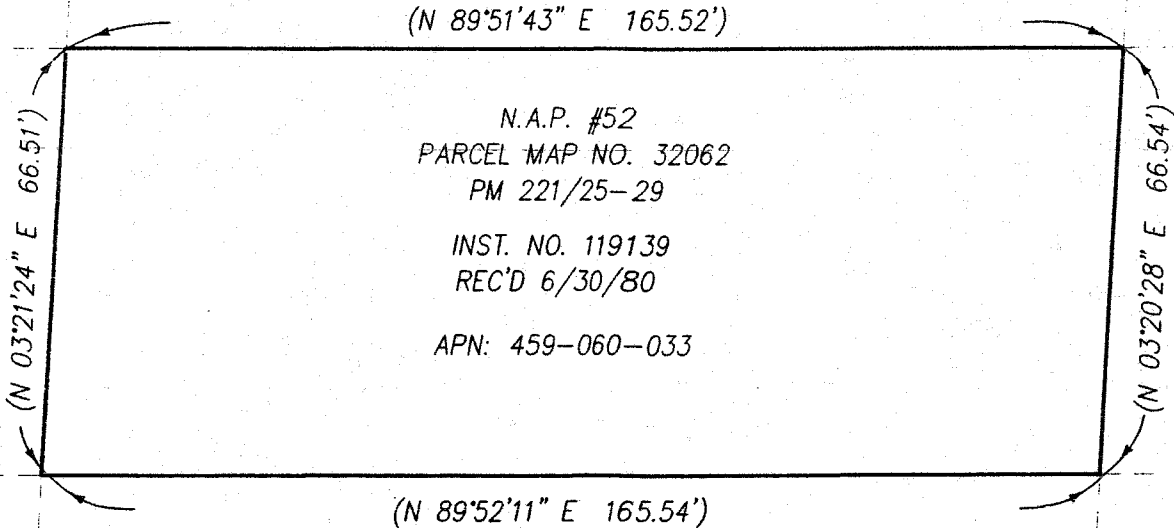 (N 89°51'43" E 165.52')
(N 03°21'24" E 66.51')
N.A.P. #52
PARCEL MAP NO. 32062
PM 221/25-29
INST. NO. 119139
REC'D 6/30/80
APN: 459-060-033
(N 03°20'28" E 66.54')
(N 89°52'11" E 165.54')